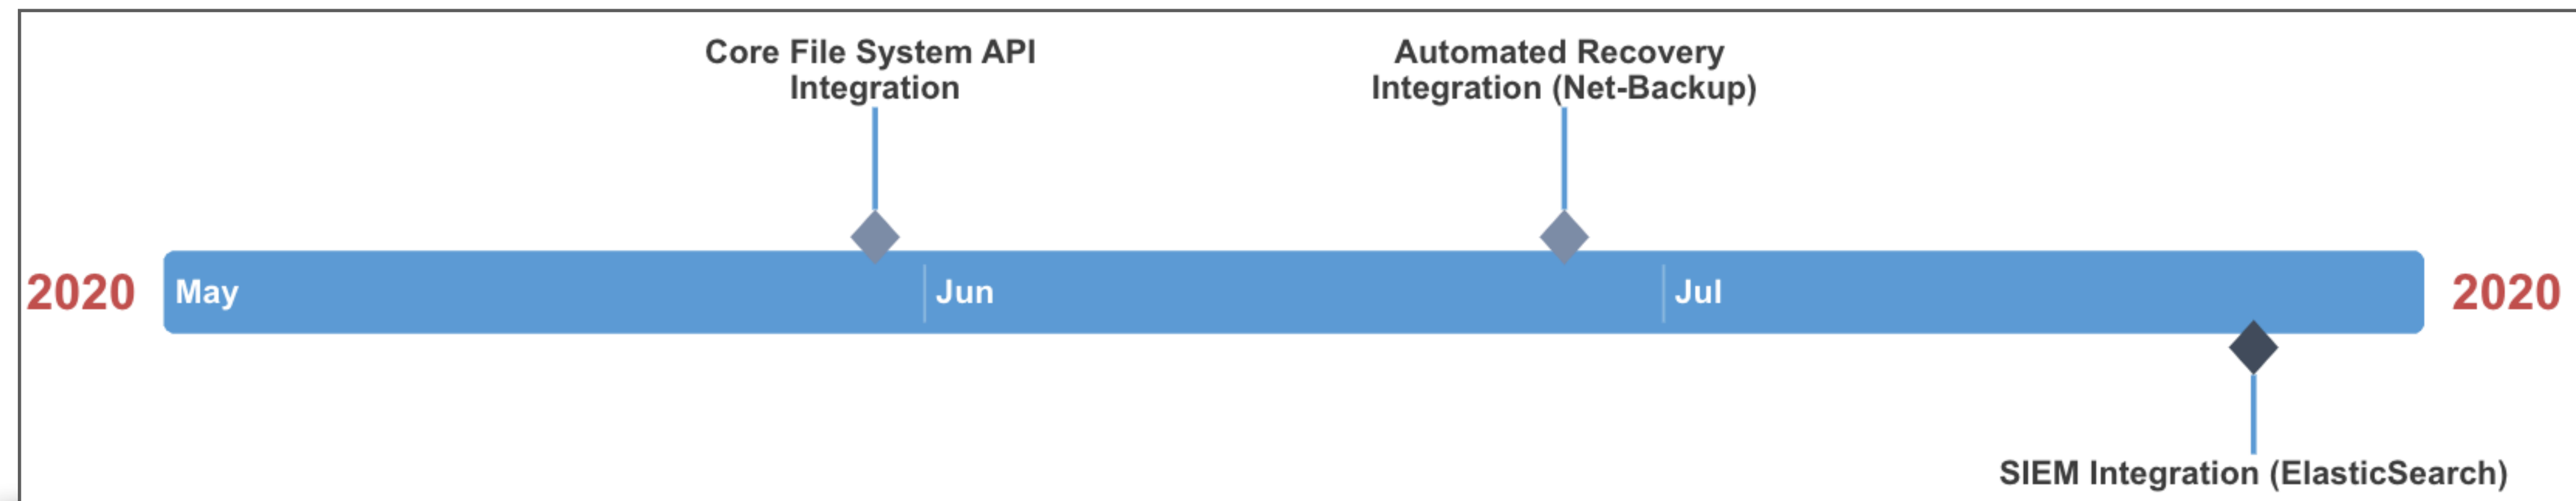 Core File System API
Integration
Automated Recovery
Integration (Net-Backup)
2020
May
Jun
Jul
2020
SIEM Integration (ElasticSearch)